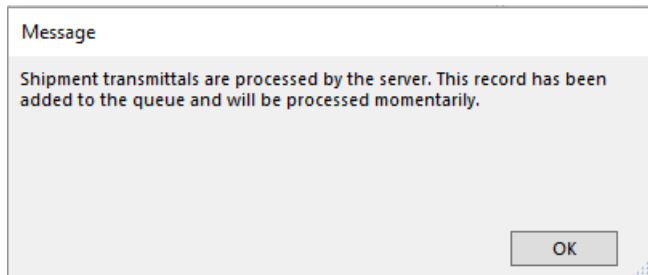 Message
Shipment transmittals are processed by the server. This record has been
added to the queue and will be processed momentarily.
OK